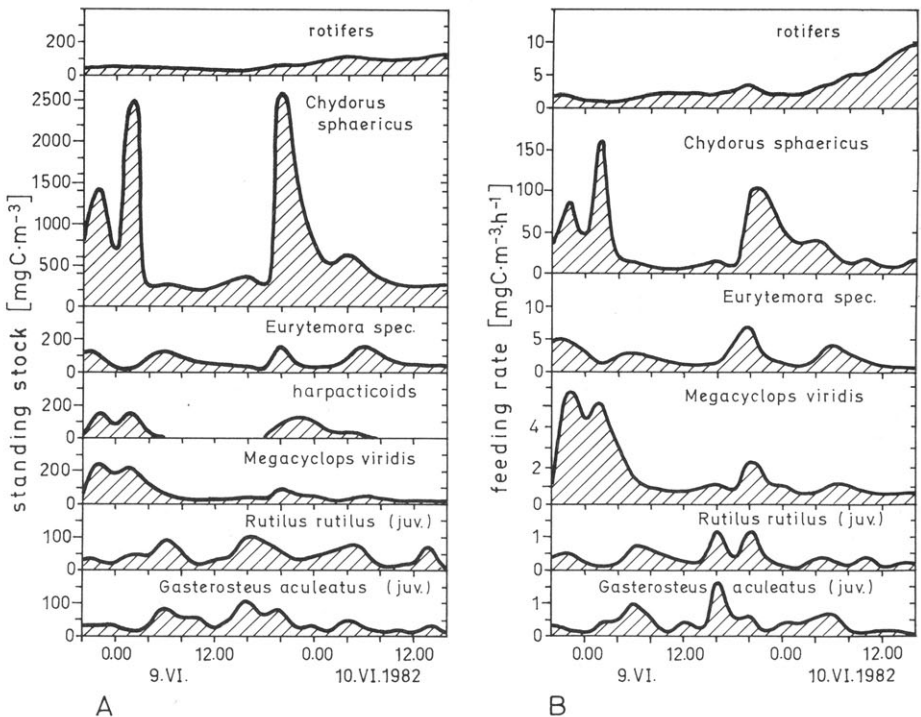 standing stock [mgC·m⁻³]
rotifers
200
0
Chydorus
sphaericus
2500
2000
1500
1000
500
0
Eurytemora spec.
200
0
harpacticoids
200
0
Megacyclops viridis
200
0
Rutilus rutilus (juv.)
100
0
Gasterosteus aculeatus (juv.)
100
0
0.00 12.00 0.00 12.00
9.VI. 10.VI.1982
A
feeding rate [mgC·m⁻³·h⁻¹]
rotifers
10
5
0
Chydorus sphaericus
150
100
50
0
Eurytemora spec.
10
5
0
Megacyclops viridis
4
2
0
Rutilus rutilus (juv.)
1
0
Gasterosteus aculeatus (juv.)
1
0
0.00 12.00 0.00 12.00
9.VI. 10.VI.1982
B